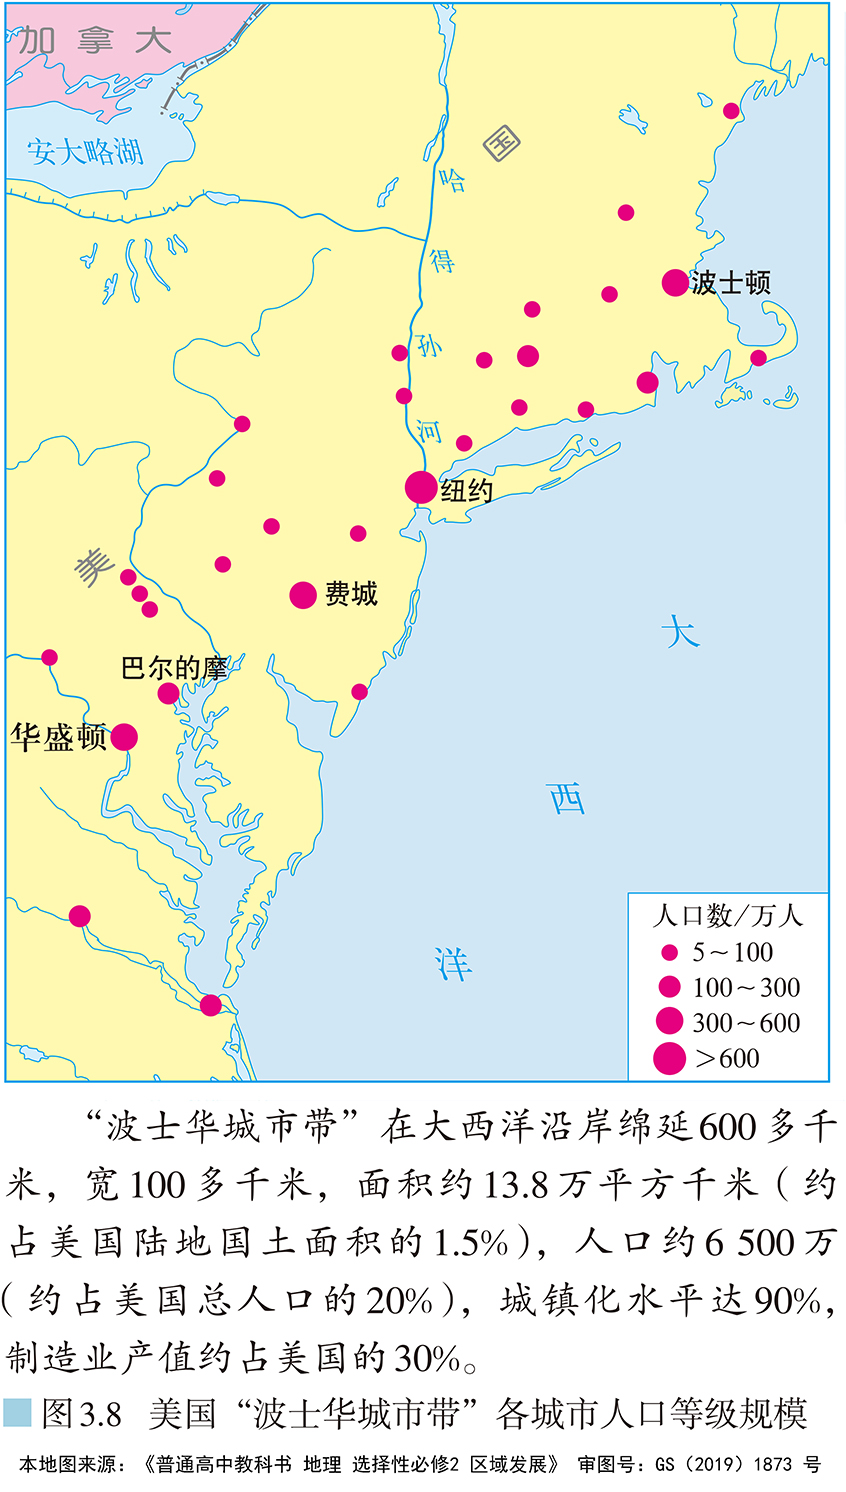 加拿大
安大略湖
国
哈得孙河
波士顿
纽约
美
费城
巴尔的摩
华盛顿
大西洋
人口数/万人
5～100
100～300
300～600
>600
“波士华城市带”在大西洋沿岸绵延600多千
米，宽100多千米，面积约13.8万平方千米（约
占美国陆地国土面积的1.5%），人口约6 500万
（约占美国总人口的20%），城镇化水平达90%，
制造业产值约占美国的30%。
图3.8 美国“波士华城市带”各城市人口等级规模
本地图来源：《普通高中教科书 地理 选择性必修2 区域发展》 审图号：GS（2019）1873 号